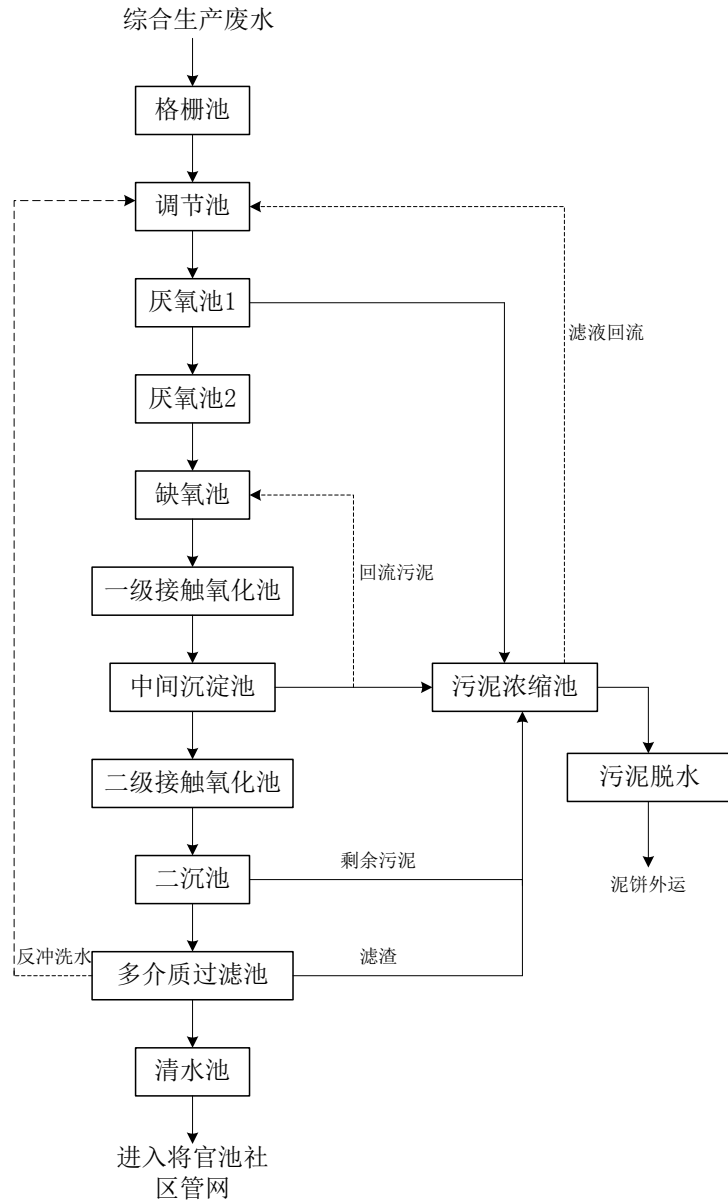 综合生产废水
格栅池
调节池
厌氧池1
滤液回流
厌氧池2
缺氧池
回流污泥
一级接触氧化池
中间沉淀池
污泥浓缩池
二级接触氧化池
污泥脱水
二沉池
剩余污泥
泥饼外运
反冲洗水
多介质过滤池
滤渣
清水池
进入将官池社
区管网